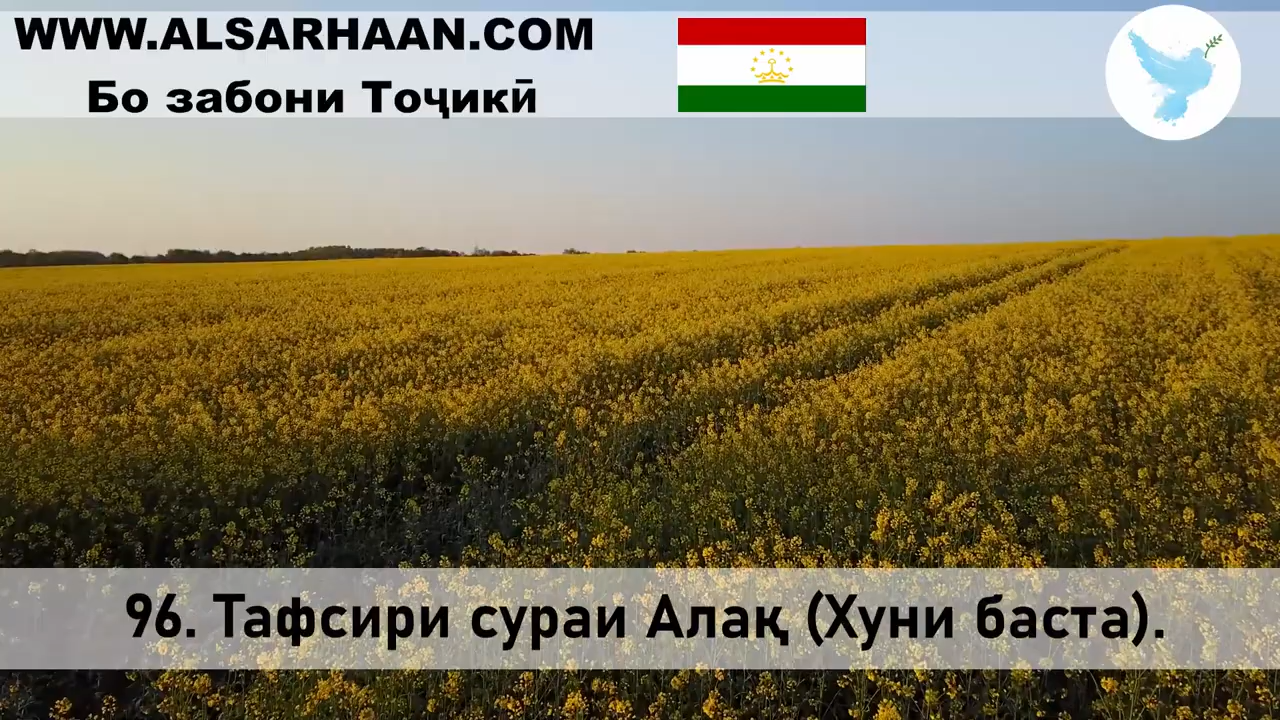 WWW.ALSARHAAN.COM
Бо забони Тоҷикӣ
96. Тафсири сураи Алақ (Хуни баста).